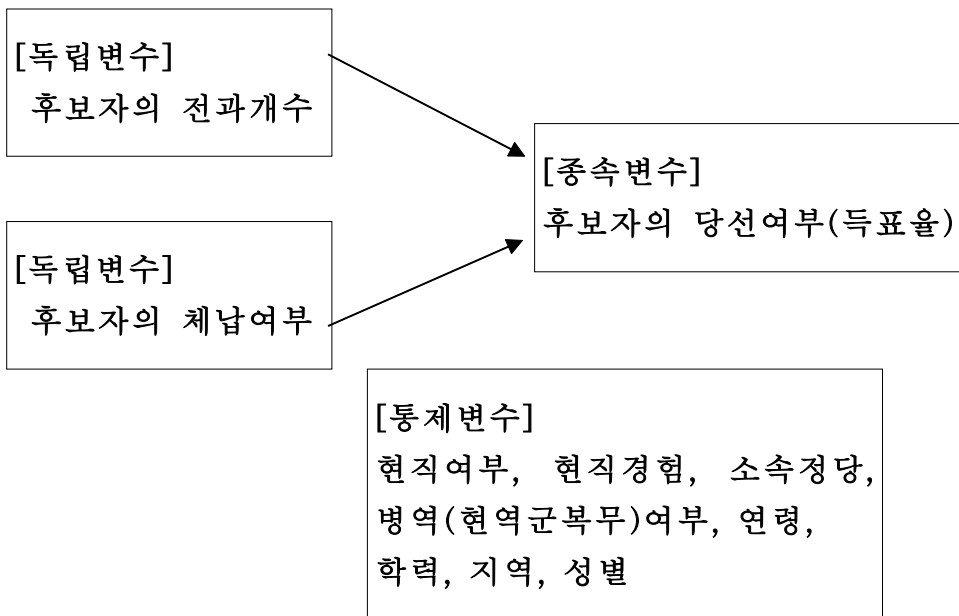 [독립변수]
후보자의 전과개수
[종속변수]
후보자의 당선여부(득표율)
[독립변수]
후보자의 체납여부
[통제변수]
현직여부, 현직경험, 소속정당,
병역(현역군복무)여부, 연령,
학력, 지역, 성별